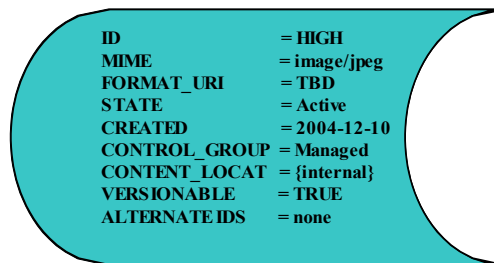 ID = HIGH
MIME = image/jpeg
FORMAT_URI = TBD
STATE = Active
CREATED = 2004-12-10
CONTROL_GROUP = Managed
CONTENT_LOCAT = {internal}
VERSIONABLE = TRUE
ALTERNATE IDS = none